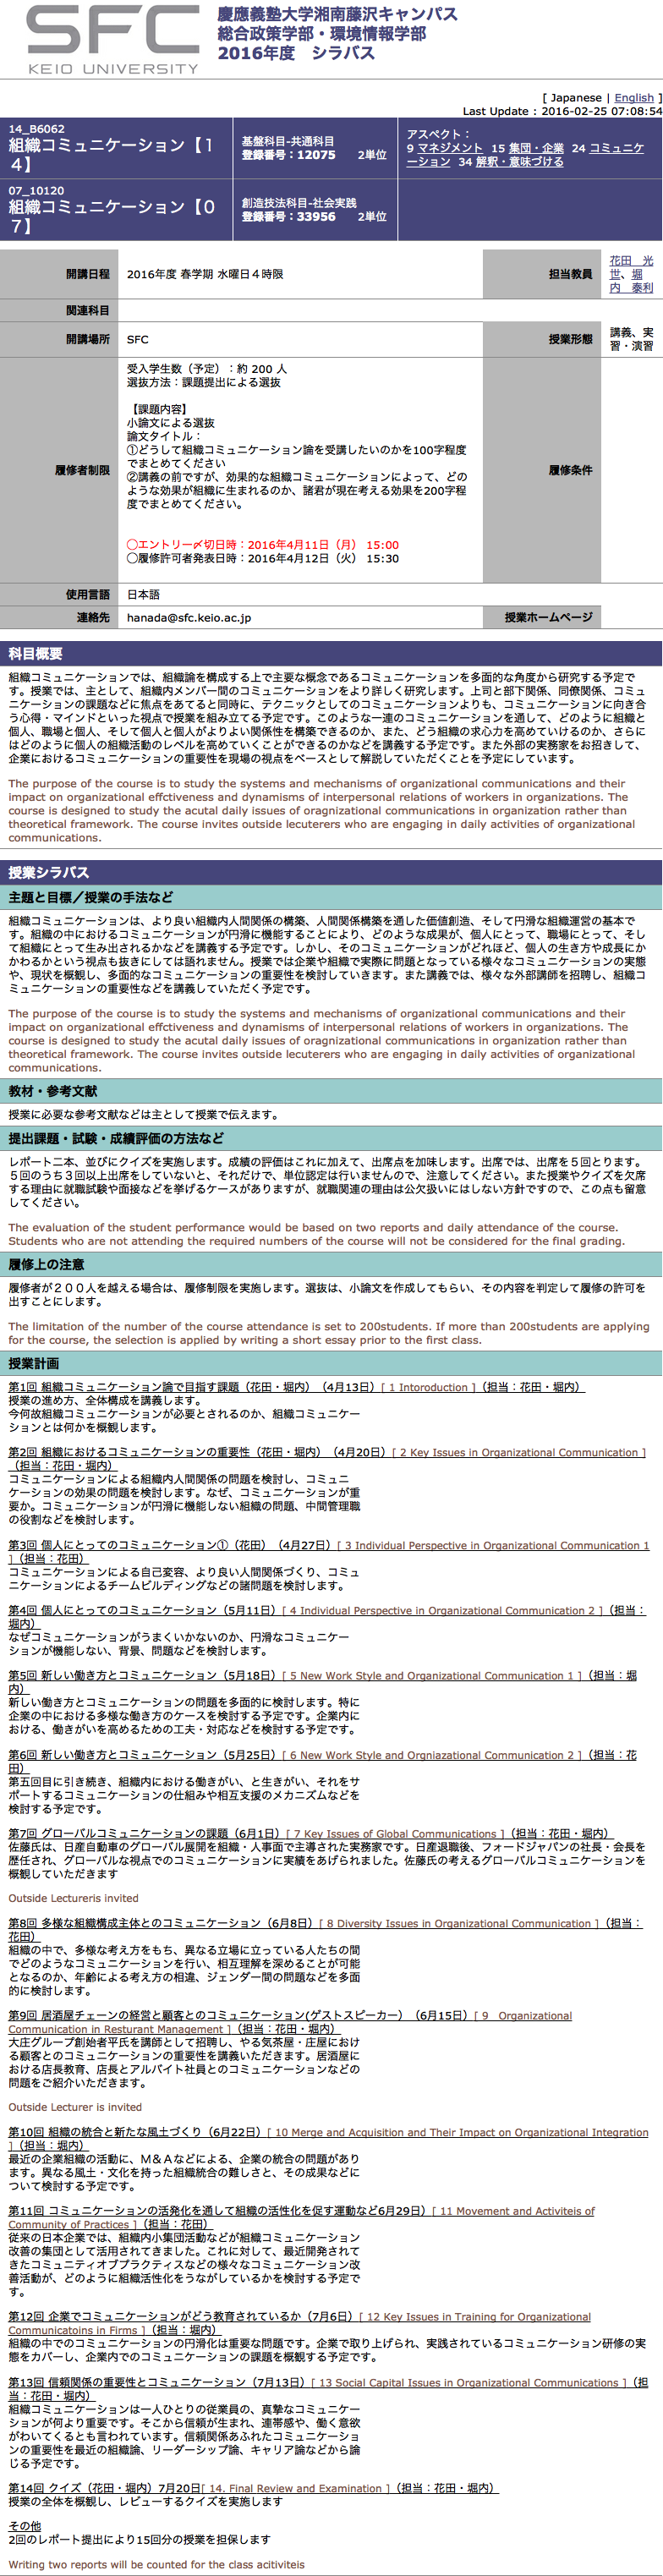 SFC
KEIO UNIVERSITY
慶應義塾大学湘南藤沢キャンパス
総合政策学部・環境情報学部
2016年度　シラバス
[ Japanese | English ]
Last Update : 2016-02-25 07:08:54
14_B6062
組織コミュニケーション【１
４】
基盤科目-共通科目
登録番号：12075　　2単位
アスペクト：
9 マネジメント　15 集団・企業　24 コミュニケ
ーション　34 解釈・意味づける
07_10120
組織コミュニケーション【０
７】
創造技法科目-社会実践
登録番号：33956　　2単位
開講日程
2016年度 春学期 水曜日４時限
担当教員
花田　光
世、堀
内　泰利
関連科目
開講場所
SFC
授業形態
講義、実
習・演習
履修者制限
受入学生数（予定）：約 200 人
選抜方法：課題提出による選抜
【課題内容】
小論文による選抜
論文タイトル：
①どうして組織コミュニケーション論を受講したいのかを100字程度
でまとめてください
②講義の前ですが、効果的な組織コミュニケーションによって、どの
ような効果が組織に生まれるのか、諸君が現在考える効果を200字程
度でまとめてください。
◯エントリー〆切日時：2016年4月11日（月） 15:00
◯履修許可者発表日時：2016年4月12日（火） 15:30
履修条件
使用言語
日本語
連絡先
hanada@sfc.keio.ac.jp
授業ホームページ
科目概要
組織コミュニケーションでは、組織論を構成する上で主要な概念であるコミュニケーションを多面的な角度から研究する予定で
す。授業では、主として、組織内メンバー間のコミュニケーションをより詳しく研究します。上司と部下関係、同僚関係、コミュ
ニケーションの課題などに焦点をあてると同時に、テクニックとしてのコミュニケーションよりも、コミュニケーションに向き合
う心得・マインドといった視点で授業を組み立てる予定です。このような一連のコミュニケーションを通して、どのように組織と
個人、職場と個人、そして個人と個人がよりよい関係性を構築できるのか、また、どう組織の求心力を高めていけるのか、さらに
はどのように個人の組織活動のレベルを高めていくことができるのかなどを講義する予定です。また外部の実務家をお招きして、
企業におけるコミュニケーションの重要性を現場の視点をベースとして解説していただくことを予定にしています。
The purpose of the course is to study the systems and mechanisms of organizational communications and their
impact on organizational effctiveness and dynamisms of interpersonal relations of workers in organizations. The
course is designed to study the acutal daily issues of oragnizational communications in organization rather than
theoretical framework. The course invites outside lecuterers who are engaging in daily activities of organizational
communications.
授業シラバス
主題と目標／授業の手法など
組織コミュニケーションは、より良い組織内人間関係の構築、人間関係構築を通した価値創造、そして円滑な組織運営の基本で
す。組織の中におけるコミュニケーションが円滑に機能することにより、どのような成果が、個人にとって、職場にとって、そし
て組織にとって生み出されるかなどを講義する予定です。しかし、そのコミュニケーションがどれほど、個人の生き方や成長にか
かわるかという視点も抜きにしては語れません。授業では企業や組織で実際に問題となっている様々なコミュニケーションの実態
や、現状を概観し、多面的なコミュニケーションの重要性を検討していきます。また講義では、様々な外部講師を招聘し、組織コ
ミュニケーションの重要性などを講義していただく予定です。
The purpose of the course is to study the systems and mechanisms of organizational communications and their
impact on organizational effctiveness and dynamisms of interpersonal relations of workers in organizations. The
course is designed to study the acutal daily issues of oragnizational communications in organization rather than
theoretical framework. The course invites outside lecuterers who are engaging in daily activities of organizational
communications.
教材・参考文献
授業に必要な参考文献などは主として授業で伝えます。
提出課題・試験・成績評価の方法など
レポート二本、並びにクイズを実施します。成績の評価はこれに加えて、出席点を加味します。出席では、出席を５回とります。
５回のうち３回以上出席をしていないと、それだけで、単位認定は行いませんので、注意してください。また授業やクイズを欠席
する理由に就職試験や面接などを挙げるケースがありますが、就職関連の理由は公欠扱いにはしない方針ですので、この点も留意
してください。
The evaluation of the student performance would be based on two reports and daily attendance of the course.
Students who are not attending the required numbers of the course will not be considered for the final grading.
履修上の注意
履修者が２００人を越える場合は、履修制限を実施します。選抜は、小論文を作成してもらい、その内容を判定して履修の許可を
出すことにします。
The limitation of the number of the course attendance is set to 200students. If more than 200students are applying
for the course, the selection is applied by writing a short essay prior to the first class.
授業計画
第1回 組織コミュニケーション論で目指す課題（花田・堀内）（4月13日）[ 1 Intoroduction ]（担当：花田・堀内）
授業の進め方、全体構成を講義します。
今何故組織コミュニケーションが必要とされるのか、組織コミュニケー
ションとは何かを概観します。
第2回 組織におけるコミュニケーションの重要性（花田・堀内）（4月20日）[ 2 Key Issues in Organizational Communication ]
（担当：花田・堀内）
コミュニケーションによる組織内人間関係の問題を検討し、コミュニ
ケーションの効果の問題を検討します。なぜ、コミュニケーションが重
要か。コミュニケーションが円滑に機能しない組織の問題、中間管理職
の役割などを検討します。
第3回 個人にとってのコミュニケーション①（花田）（4月27日）[ 3 Individual Perspective in Organizational Communication 1
]（担当：花田）
コミュニケーションによる自己変容、より良い人間関係づくり、コミュ
ニケーションによるチームビルディングなどの諸問題を検討します。
第4回 個人にとってのコミュニケーション（5月11日）[ 4 Individual Perspective in Organizational Communication 2 ]（担当：
堀内）
なぜコミュニケーションがうまくいかないのか、円滑なコミュニケー
ションが機能しない、背景、問題などを検討します。
第5回 新しい働き方とコミュニケーション（5月18日）[ 5 New Work Style and Organizational Communication 1 ]（担当：堀
内）
新しい働き方とコミュニケーションの問題を多面的に検討します。特に
企業の中における多様な働き方のケースを検討する予定です。企業内に
おける、働きがいを高めるための工夫・対応などを検討する予定です。
第6回 新しい働き方とコミュニケーション（5月25日）[ 6 New Work Style and Orgniazational Communication 2 ]（担当：花
田）
第五回目に引き続き、組織内における働きがい、と生きがい、それをサ
ポートするコミュニケーションの仕組みや相互支援のメカニズムなどを
検討する予定です。
第7回 グローバルコミュニケーションの課題（6月1日）[ 7 Key Issues of Global Communications ]（担当：花田・堀内）
佐藤氏は、日産自動車のグローバル展開を組織・人事面で主導された実務家です。日産退職後、フォードジャパンの社長・会長を
歴任され、グローバルな視点でのコミュニケーションに実績をあげられました。佐藤氏の考えるグローバルコミュニケーションを
概観していただきます
Outside Lectureris invited
第8回 多様な組織構成主体とのコミュニケーション（6月8日）[ 8 Diversity Issues in Organizational Communication ]（担当：
花田）
組織の中で、多様な考え方をもち、異なる立場に立っている人たちの間
でどのようなコミュニケーションを行い、相互理解を深めることが可能
となるのか、年齢による考え方の相違、ジェンダー間の問題などを多面
的に検討します。
第9回 居酒屋チェーンの経営と顧客とのコミュニケーション(ゲストスピーカー）（6月15日）[ 9　Organizational
Communication in Resturant Management ]（担当：花田・堀内）
大庄グループ創始者平氏を講師として招聘し、やる気茶屋・庄屋におけ
る顧客とのコミュニケーションの重要性を講義いただきます。居酒屋に
おける店長教育、店長とアルバイト社員とのコミュニケーションなどの
問題をご紹介いただきます。
Outside Lecturer is invited
第10回 組織の統合と新たな風土づくり（6月22日）[ 10 Merge and Acquisition and Their Impact on Organizational Integration
]（担当：堀内）
最近の企業組織の活動に、Ｍ＆Ａなどによる、企業の統合の問題があり
ます。異なる風土・文化を持った組織統合の難しさと、その成果などに
ついて検討する予定です。
第11回 コミュニケーションの活発化を通して組織の活性化を促す運動など6月29日）[ 11 Movement and Activiteis of
Community of Practices ]（担当：花田）
従来の日本企業では、組織内小集団活動などが組織コミュニケーション
改善の集団として活用されてきました。これに対して、最近開発されて
きたコミュニティオブプラクティスなどの様々なコミュニケーション改
善活動が、どのように組織活性化をうながしているかを検討する予定で
す。
第12回 企業でコミュニケーションがどう教育されているか（7月6日）[ 12 Key Issues in Training for Organizational
Communicatoins in Firms ]（担当：堀内）
組織の中でのコミュニケーションの円滑化は重要な問題です。企業で取り上げられ、実践されているコミュニケーション研修の実
態をカバーし、企業内でのコミュニケーションの課題を概観する予定です。
第13回 信頼関係の重要性とコミュニケーション（7月13日）[ 13 Social Capital Issues in Organizational Communications ]（担
当：花田・堀内）
組織コミュニケーションは一人ひとりの従業員の、真摯なコミュニケー
ションが何より重要です。そこから信頼が生まれ、連帯感や、働く意欲
がわいてくるとも言われています。信頼関係あふれたコミュニケーショ
ンの重要性を最近の組織論、リーダーシップ論、キャリア論などから論
じる予定です。
第14回 クイズ（花田・堀内）7月20日[ 14. Final Review and Examination ]（担当：花田・堀内）
授業の全体を概観し、レビューするクイズを実施します
その他
2回のレポート提出により15回分の授業を担保します
Writing two reports will be counted for the class acitiviteis